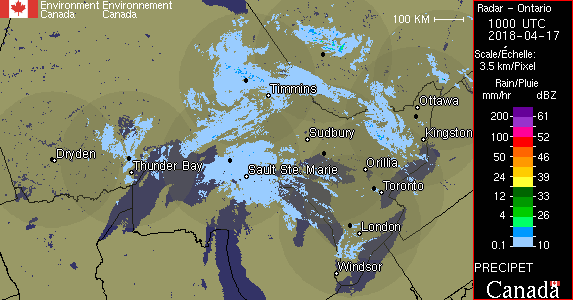 Environment Environnement
Canada Canada
100 KM
Timmins
Ottawa
Sudbury
Kingston
Dryden
Thunder Bay
Sault Ste. Marie
Orillia
Toronto
London
Windsor
Radar - Ontario
1000 UTC
2018-04-17
Scale/Échelle:
3.5 km/Pixel
Rain/Pluie
mm/hr dBZ
200 61
100 52
50 46
24 39
12 33
4 26
0.1 10
PRECIPET
Canada